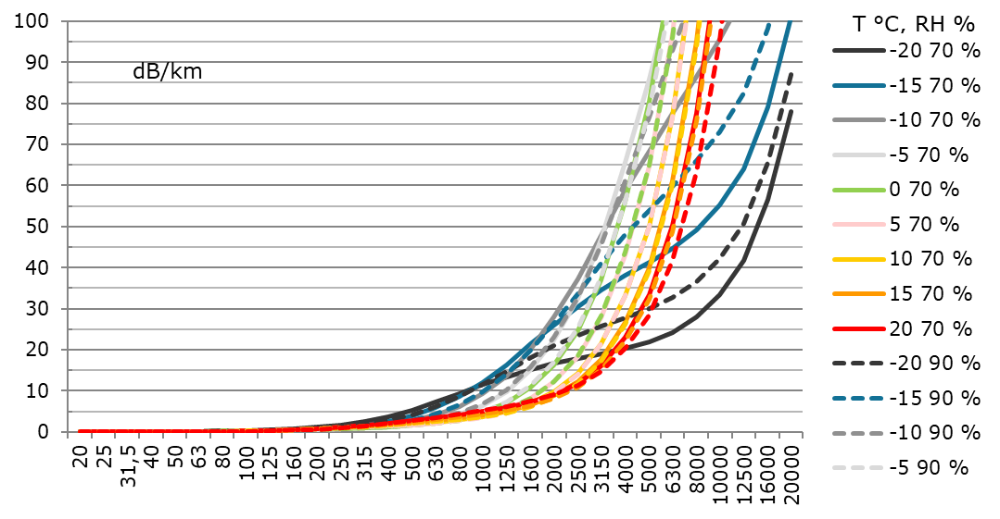 100
90
80
70
60
50
40
30
20
10
0
dB/km
20
25
31,5
40
50
63
80
100
125
160
200
250
315
400
500
630
800
1000
1250
1600
2000
2500
3150
4000
5000
6300
8000
10000
12500
16000
20000
T °C, RH %
-20 70 %
-15 70 %
-10 70 %
-5 70 %
0 70 %
5 70 %
10 70 %
15 70 %
20 70 %
-20 90 %
-15 90 %
-10 90 %
-5 90 %